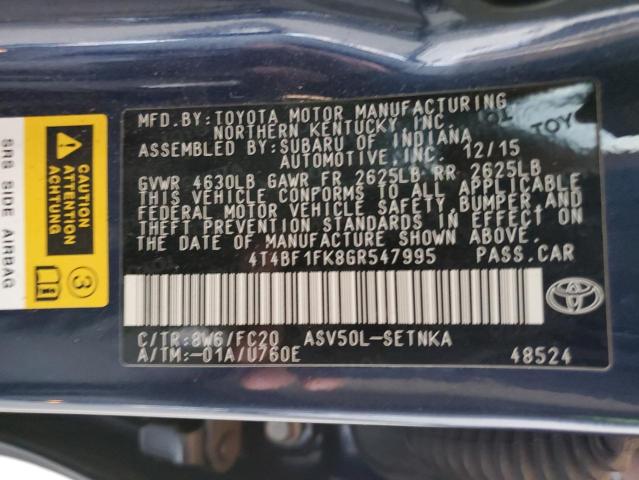 MFD.BY:TOYOTA MOTOR MANUFACTURING
NORTHERN KENTUCKY, INC
ASSEMBLED BY: SUBARU OF INDIANA
AUTOMOTIVE, INC. 12/15
GVWR 4630LB GAWR FR 2625LB RR 2625LB
THIS VEHICLE CONFORMS TO ALL APPLICABLE
FEDERAL MOTOR VEHICLE SAFETY, BUMPER, AND
THEFT PREVENTION STANDARDS IN EFFECT ON
THE DATE OF MANUFACTURE SHOWN ABOVE.
4T4BF1FK86R547995 PASS.CAR
C/TR:8W6/FC20 ASV50L-SETNKA
A/TM:-01A/U760E 48524
TOYO
SRS SIDE AIRBAG
ATTENTION
ACHTUNG
3